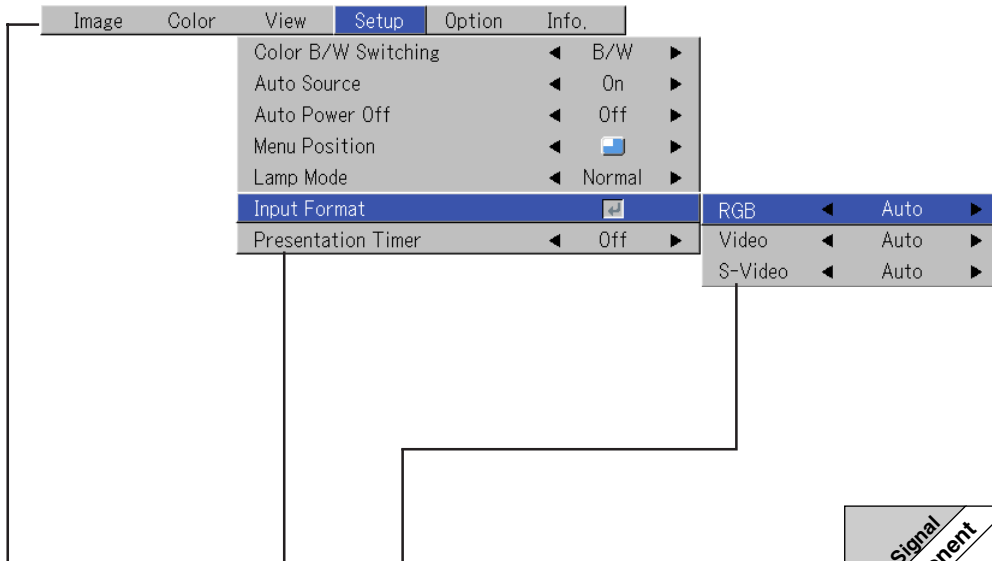 Image Color View Setup Option Info.
Color B/W Switching B/W
Auto Source On
Auto Power Off Off
Menu Position
Lamp Mode Normal
Input Format
Presentation Timer Off
RGB Auto
Video Auto
S-Video Auto
Signal